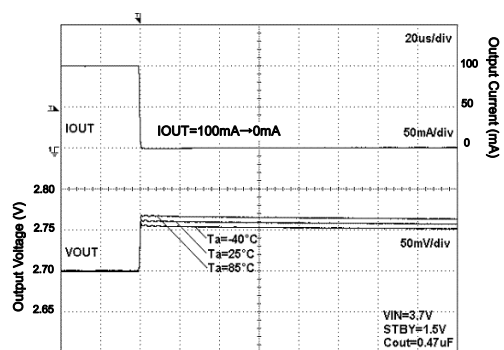 20us/div
100
50
0
Output Current (mA)
IOUT
IOUT=100mA→0mA
50mA/div
2.80
2.75
2.70
2.65
Output Voltage (V)
VOUT
Ta=-40°C
Ta=25°C
Ta=85°C
50mV/div
VIN=3.7V
STBY=1.5V
Cout=0.47uF